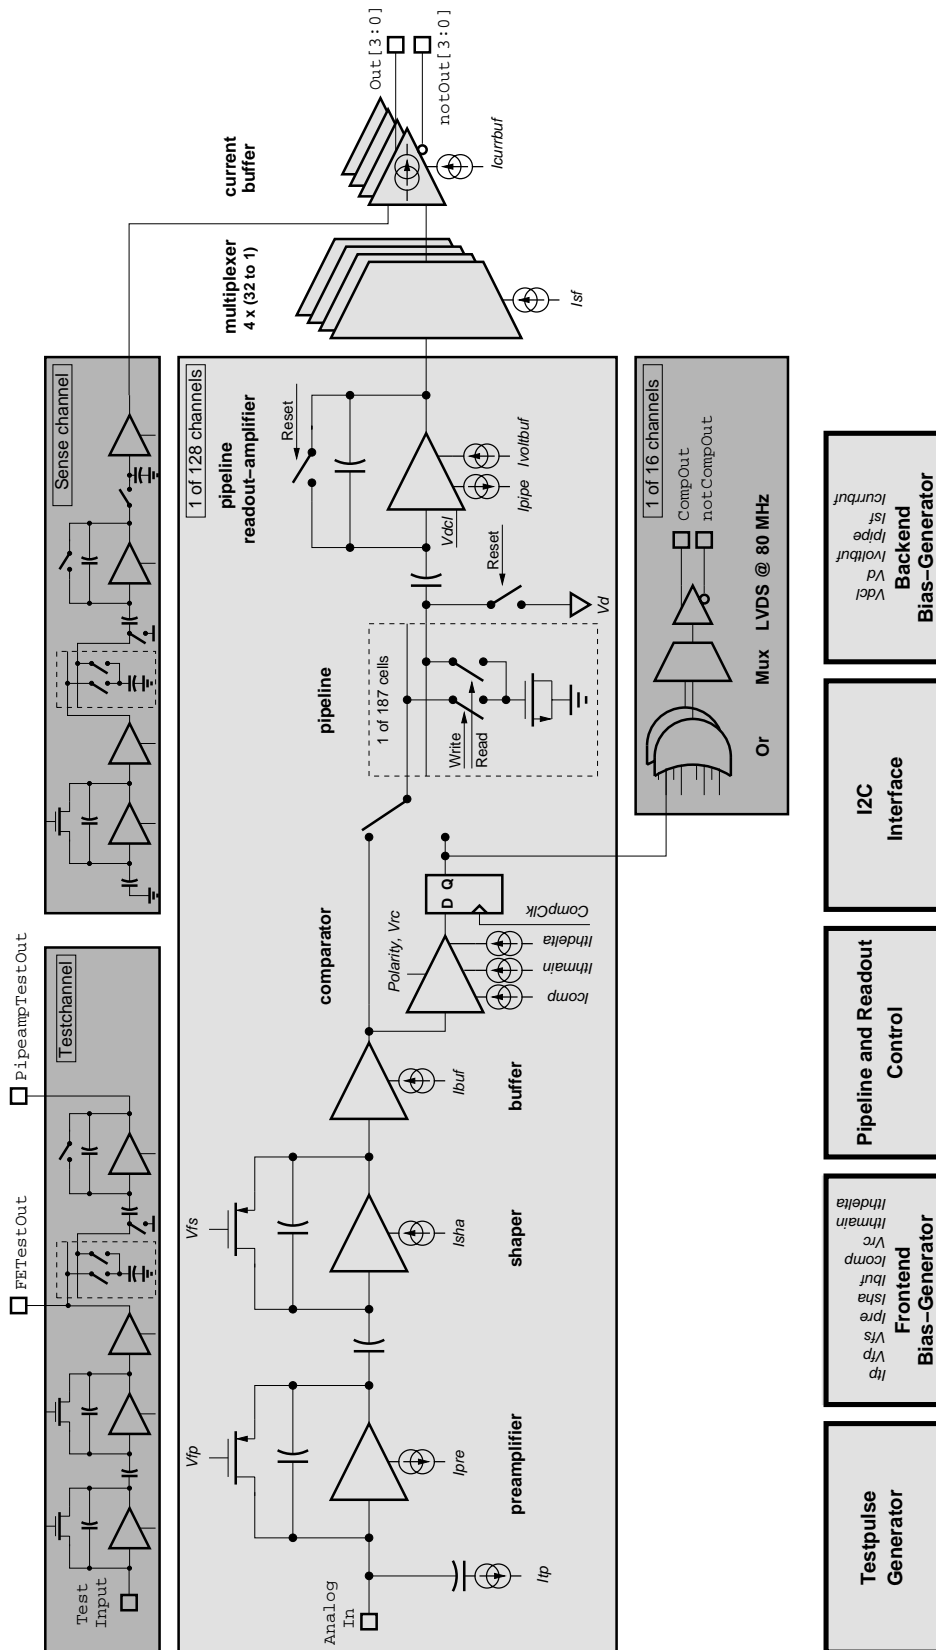 Test
Input
FETestOut
PipeampTestOut
Testchannel
Sense channel
1 of 128 channels
Analog
In
Itp
Vfp
Ipre
preamplifier
Vfs
Isha
shaper
Ibuf
buffer
comparator
Polarity, Vrc
Icomp
Ithmain
Ithdelta
CompClk
D Q
pipeline
1 of 187 cells
Write
Read
Reset
Vd
pipeline
readout−amplifier
Reset
Vdcl
Ipipe
Ivoltbuf
multiplexer
4 x (32 to 1)
Isf
current
buffer
Icurrbuf
Out[3:0]
notOut[3:0]
1 of 16 channels
CompOut
notCompOut
Or
Mux
LVDS @ 80 MHz
Testpulse
Generator
Itp
Vfp
Vfs
Ipre
Isha
Ibuf
Icomp
Vrc
Ithmain
Ithdelta
Frontend
Bias−Generator
Pipeline and Readout
Control
I2C
Interface
Vdcl
Vd
Ivoltbuf
Ipipe
Isf
Icurrbuf
Backend
Bias−Generator